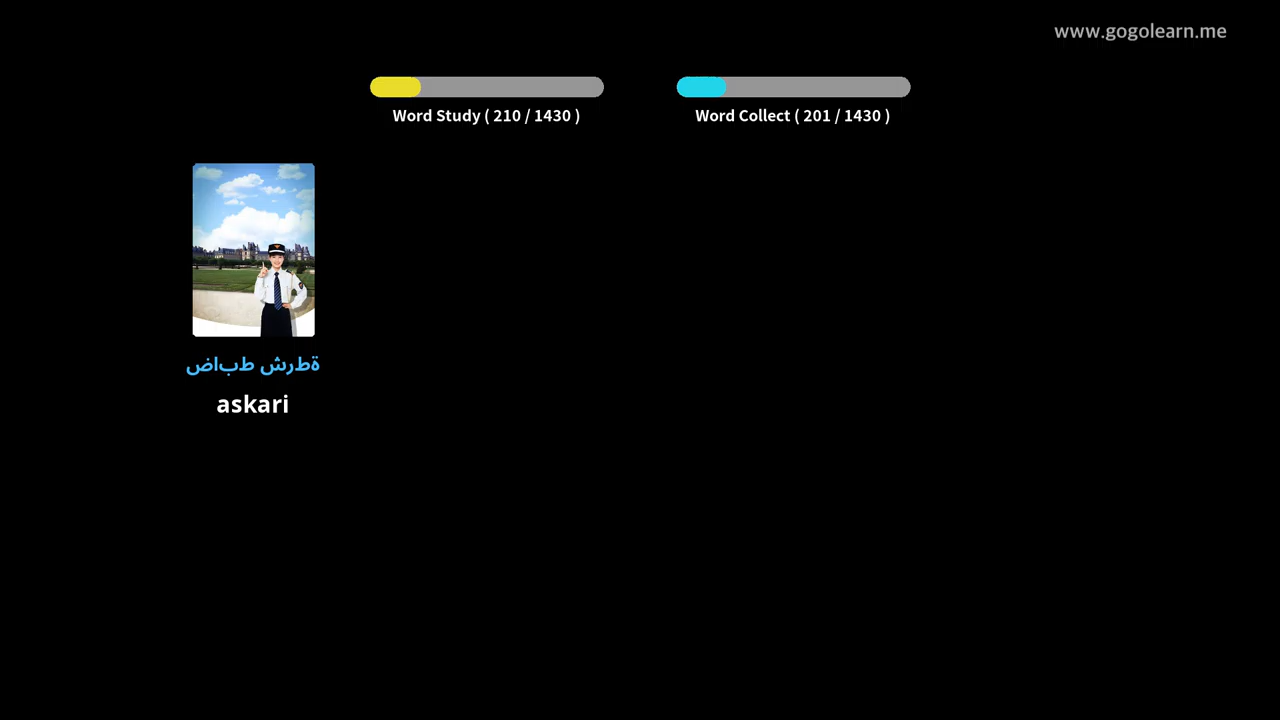 www.gogolearn.me
Word Study ( 210 / 1430 )
Word Collect ( 201 / 1430 )
ةطرش طباض
askari